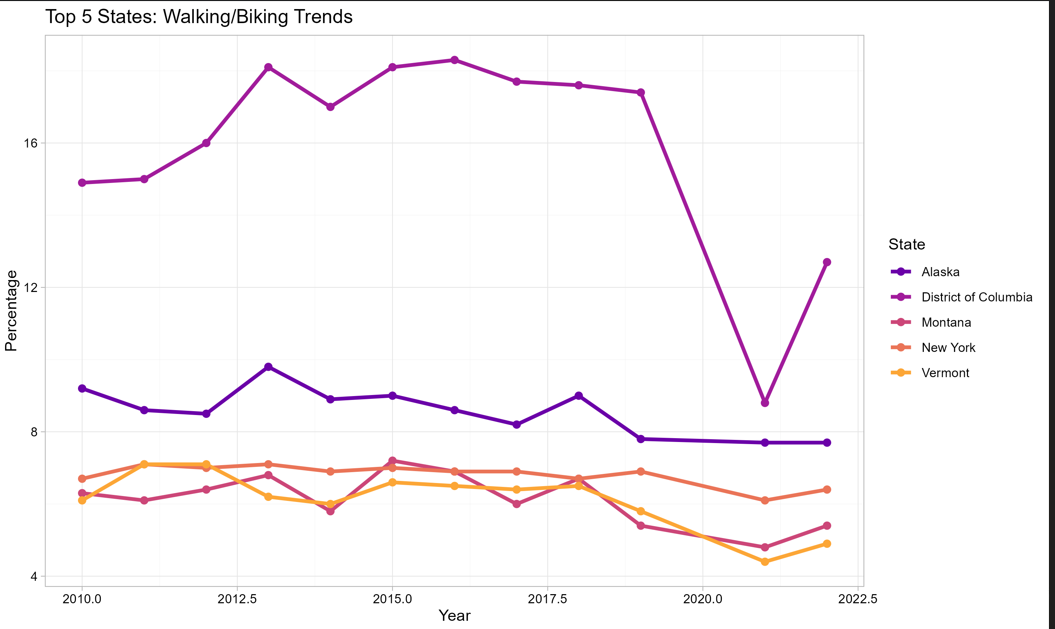 Top 5 States: Walking/Biking Trends
Percentage
16
12
8
4
2010.0 2012.5 2015.0 2017.5 2020.0 2022.5
Year
State
Alaska
District of Columbia
Montana
New York
Vermont